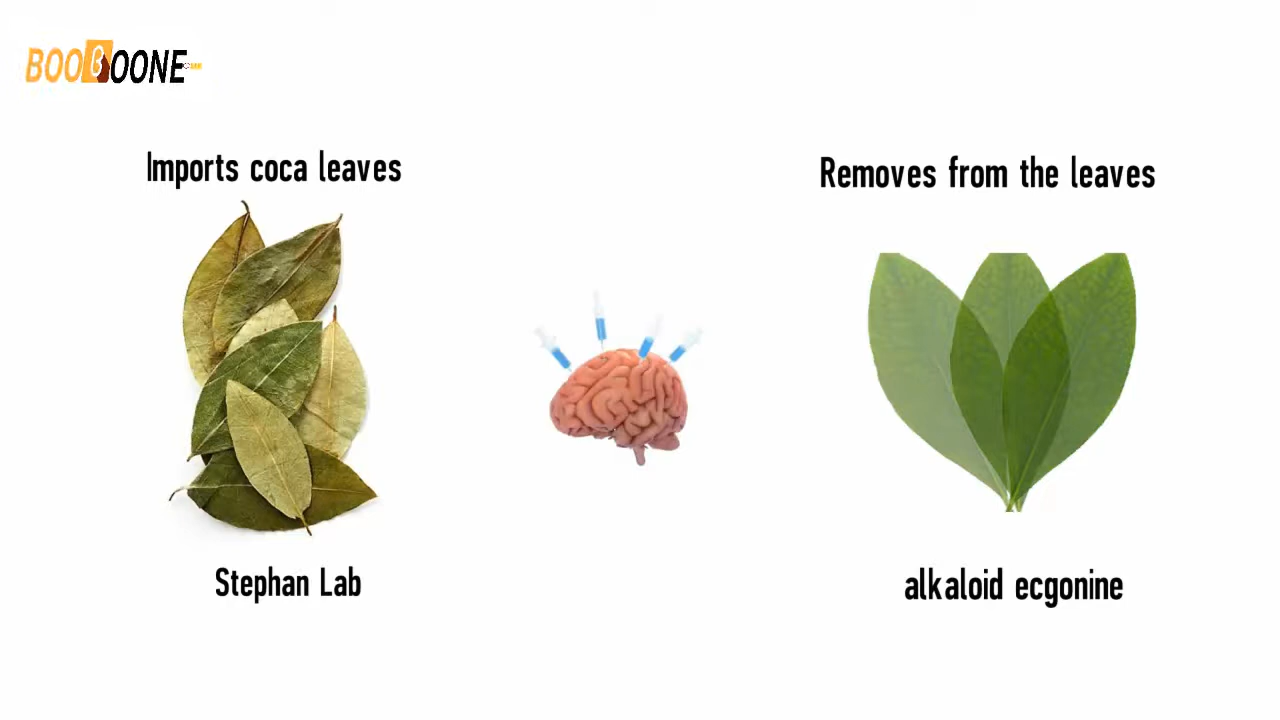 BOOBOONE
Imports coca leaves
Removes from the leaves
Stephan Lab
alkaloid ecgonine